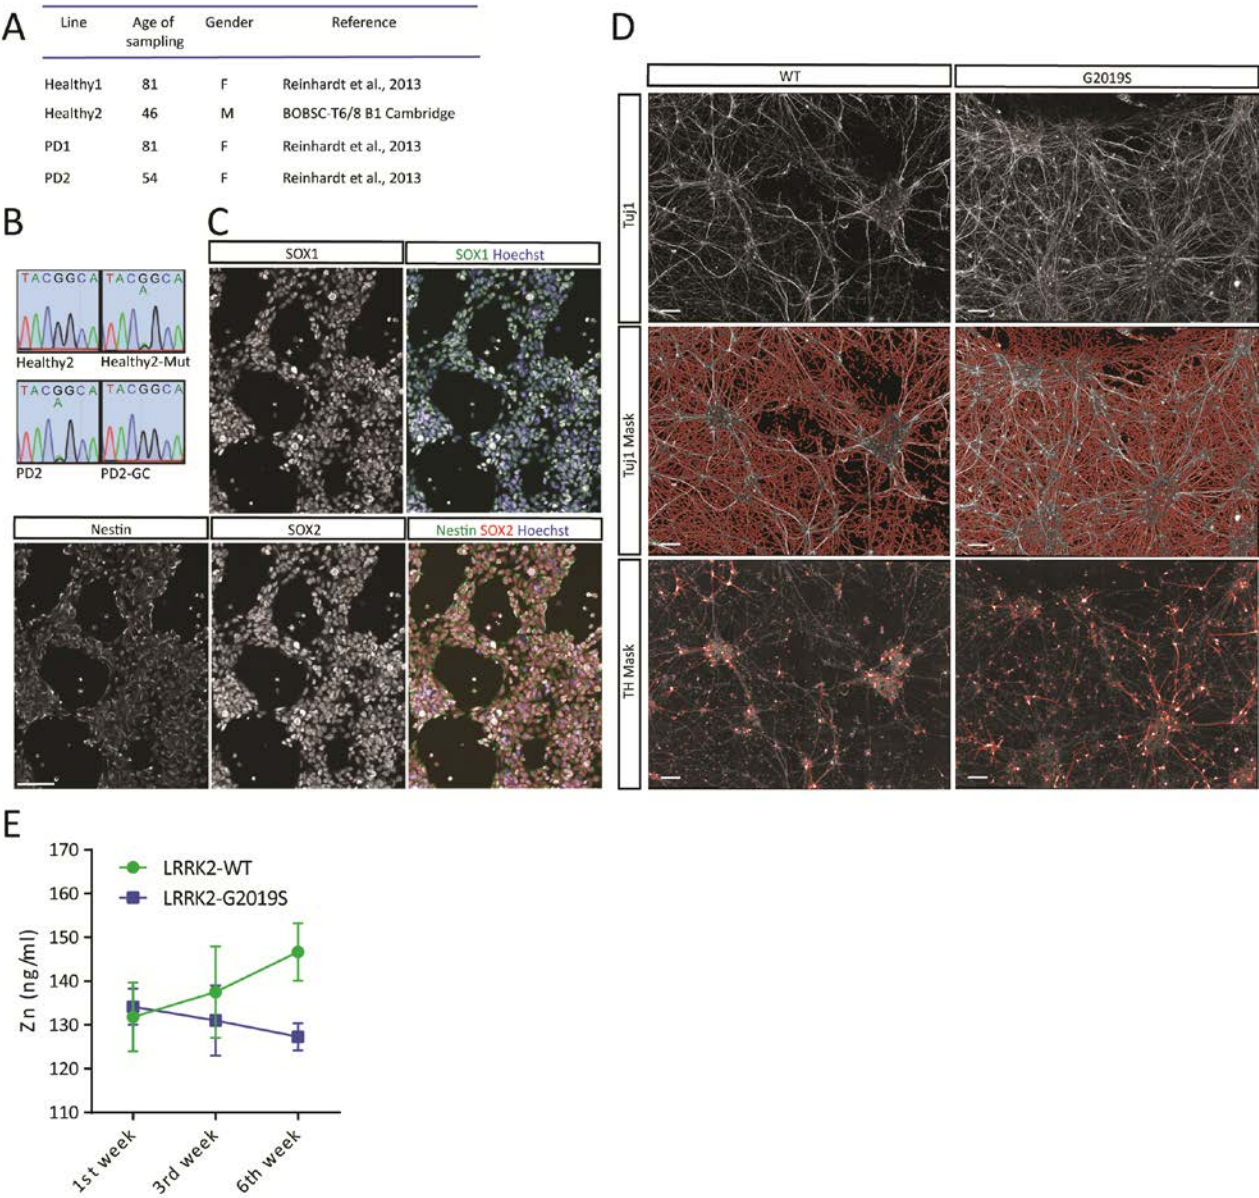 A
Line Age of Gender Reference
sampling
Healthy1 81 F Reinhardt et al., 2013
Healthy2 46 M BOBSC-T6/8 B1 Cambridge
PD1 81 F Reinhardt et al., 2013
PD2 54 F Reinhardt et al., 2013
B
TACGGCA TACGGCA
A
Healthy2 Healthy2-Mut
TACGGCA TACGGCA
A
PD2 PD2-GC
C
SOX1 SOX1 Hoechst
Nestin SOX2 Nestin SOX2 Hoechst
D
WT G2019S
Tuj1
Tuj1 Mask
TH Mask
E
LRRK2-WT
LRRK2-G2019S
Zn (ng/ml)
170
160
150
140
130
120
110
1st week 3rd week 6th week